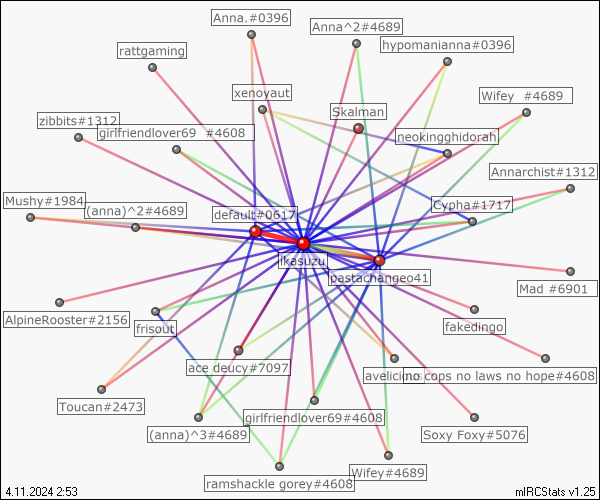 Anna.#0396
Anna^2#4689
rattgaming
hypomanianna#0396
xenoyaut
Wifey #4689
Skalman
zibbits#1312
girlfriendlover69 #4608
neokingghidorah
Annarchist#1312
Mushy#1984
(anna)^2#4689
default#0617
Cypha#1717
ikasuzu
pastachangeo41
Mad #6901
AlpineRooster#2156
frisout
fakedingo
ace deucy#7097
no cops no laws no hope#4608
Toucan#2473
girlfriendlover69#4608
(anna)^3#4689
Soxy Foxy#5076
Wifey#4689
ramshackle gorey#4608
4.11.2024 2:53
mIRCStats v1.25